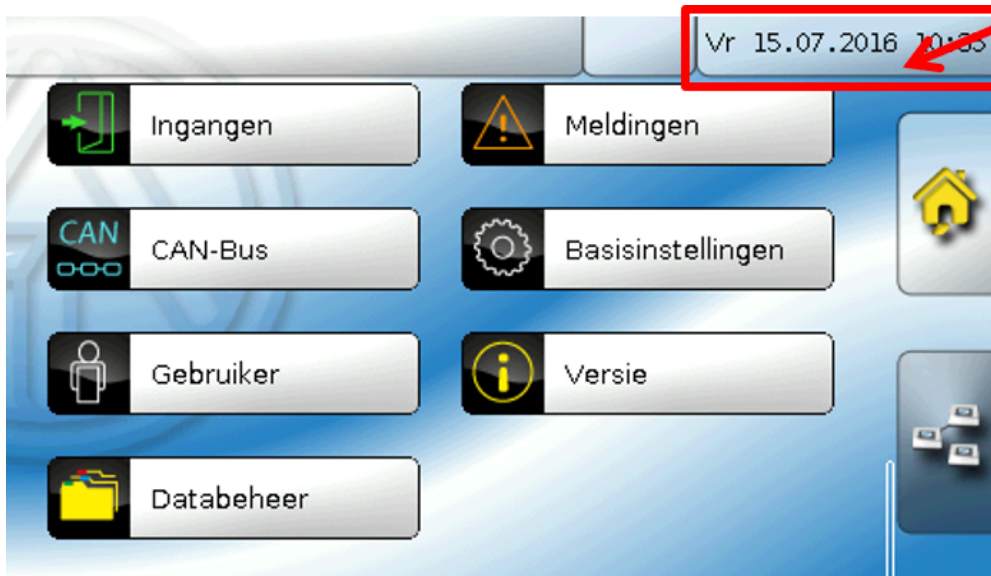 Vr 15.07.2016
Ingangen
Meldingen
CAN
CAN-Bus
Basisinstellingen
Gebruiker
Versie
Databeheer